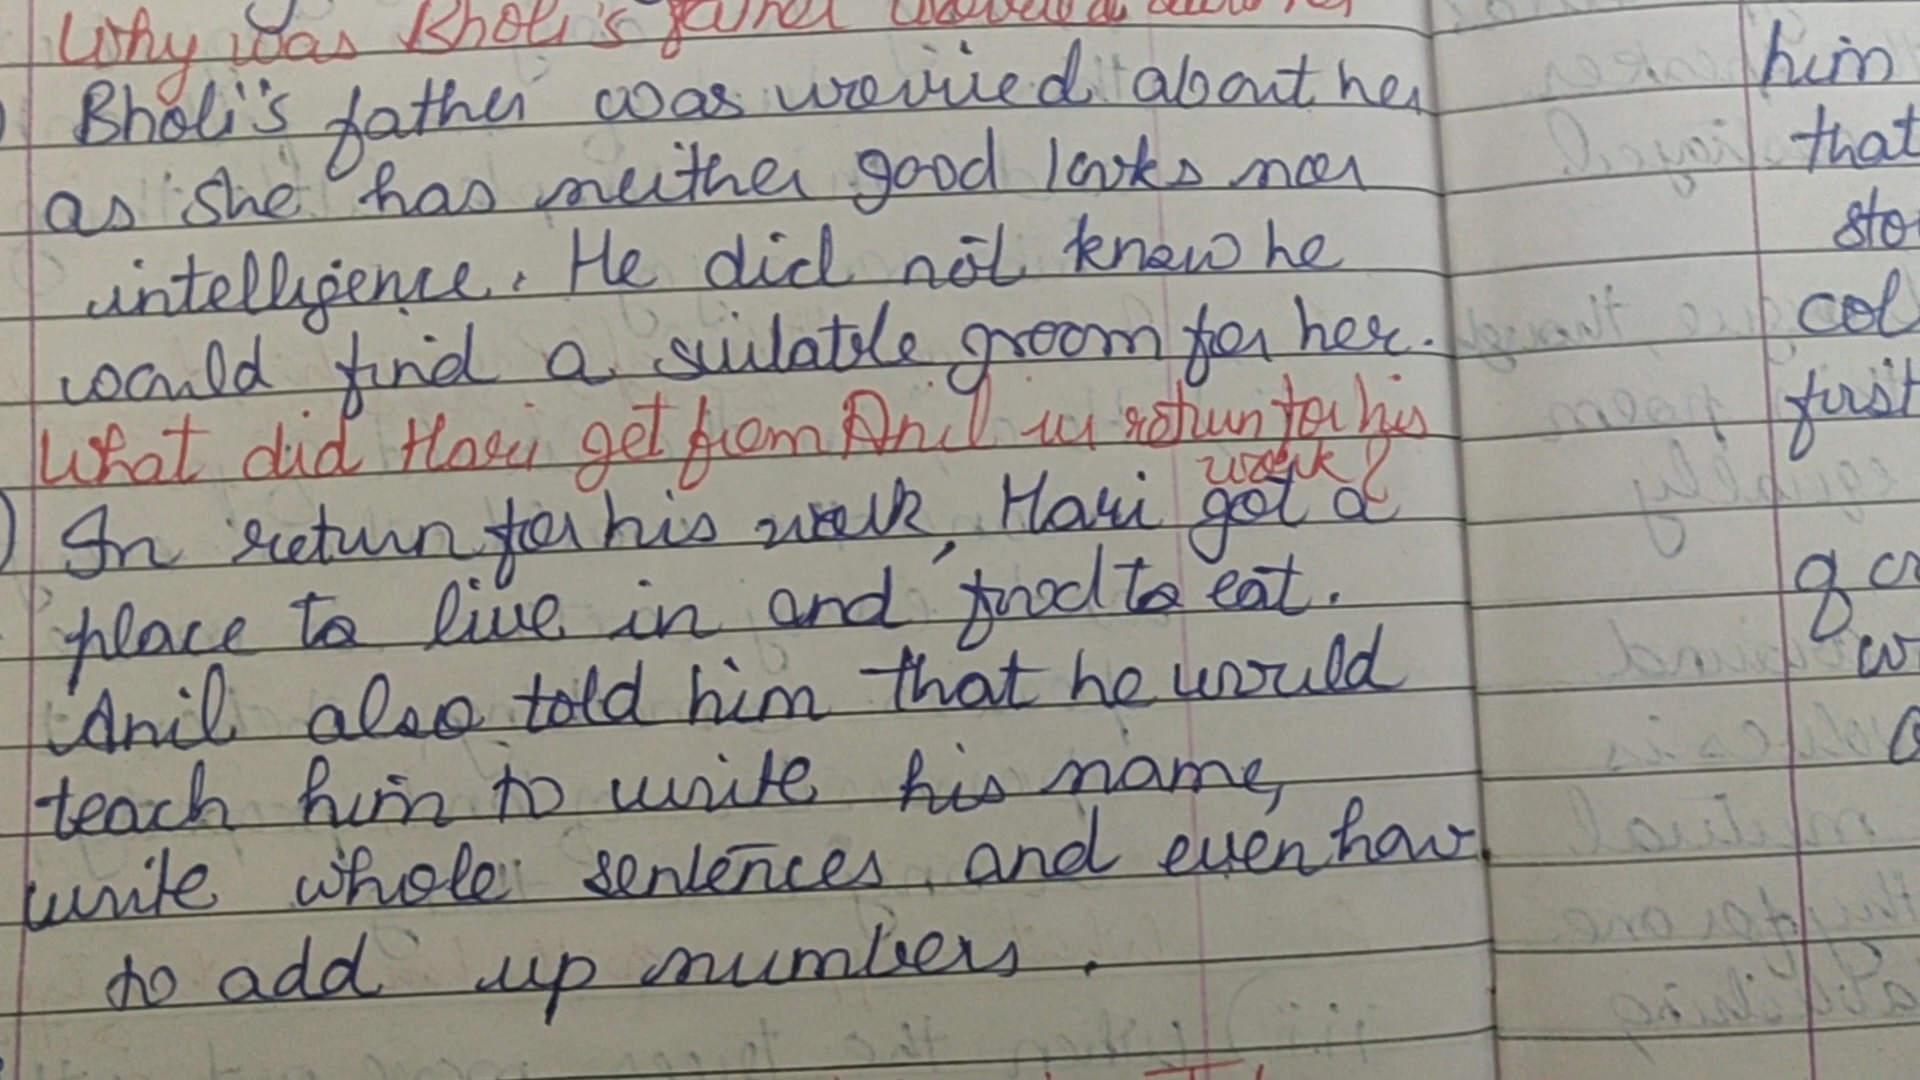 Why was Bholi's father worried about her
Bholi's father was worried about her
as she has neither good looks nor
intelligence. He did not know he
would find a suitable groom for her.
What did Hari get from Anil in return for his
work?
In return for his work, Hari got a
place to live in and food to eat.
Anil also told him that he would
teach him to write his name,
write whole sentences and even how
to add up numbers.
him
that
col
first